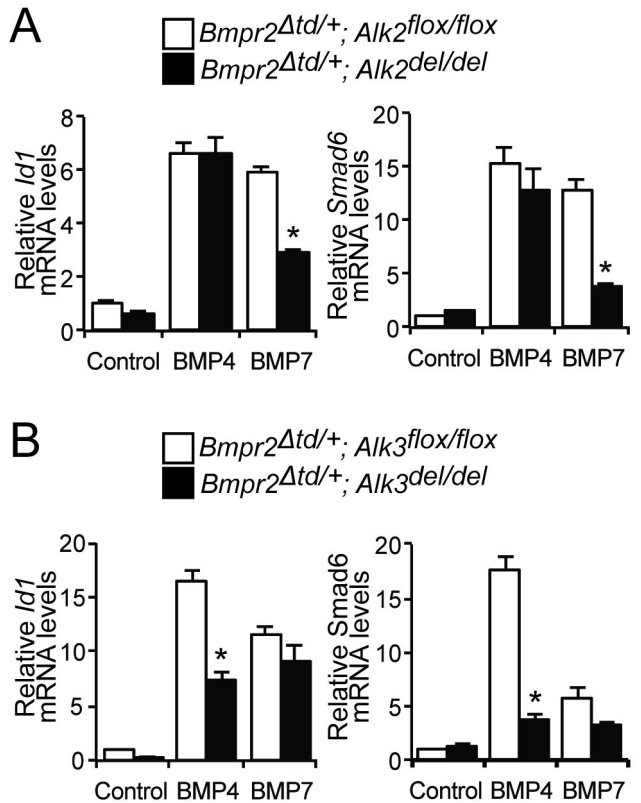 A
Bmpr2Δtd/+; Alk2flox/flox
Bmpr2Δtd/+; Alk2del/del
Relative Id1
mRNA levels
8
6
4
2
0
Control BMP4 BMP7
*
Relative Smad6
mRNA levels
20
15
10
5
0
Control BMP4 BMP7
*
B
Bmpr2Δtd/+; Alk3flox/flox
Bmpr2Δtd/+; Alk3del/del
Relative Id1
mRNA levels
20
15
10
5
0
Control BMP4 BMP7
*
Relative Smad6
mRNA levels
20
15
10
5
0
Control BMP4 BMP7
*